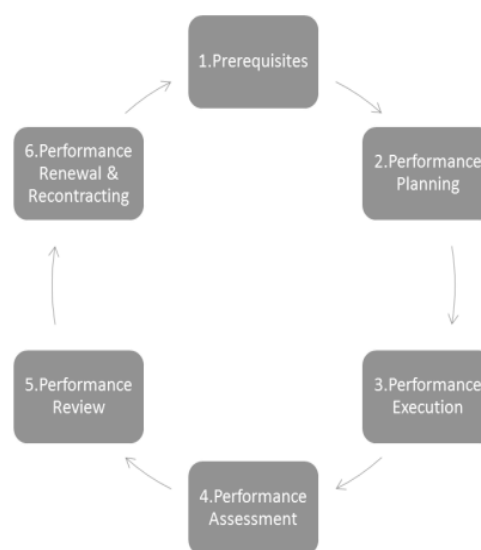 1.Prerequisites
2.Performance
Planning
3.Performance
Execution
4.Performance
Assessment
5.Performance
Review
6.Performance
Renewal &
Recontracting